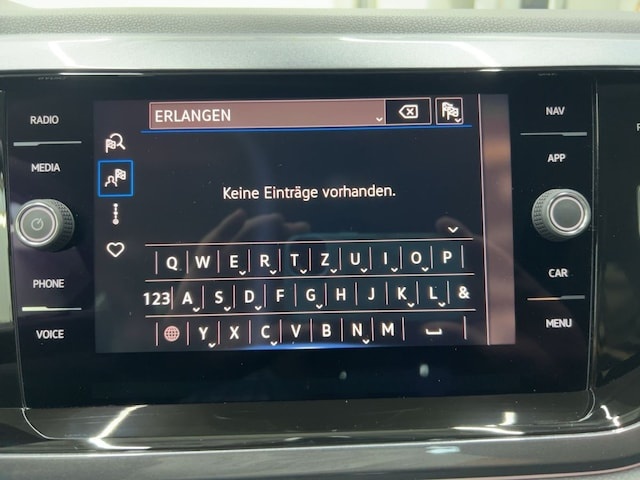 RADIO
MEDIA
PHONE
VOICE
ERLANGEN
Keine Einträge vorhanden.
Q W E R T Z U I O P
123 A S D F G H J K L &
Y X C V B N M
NAV
APP
CAR
MENU